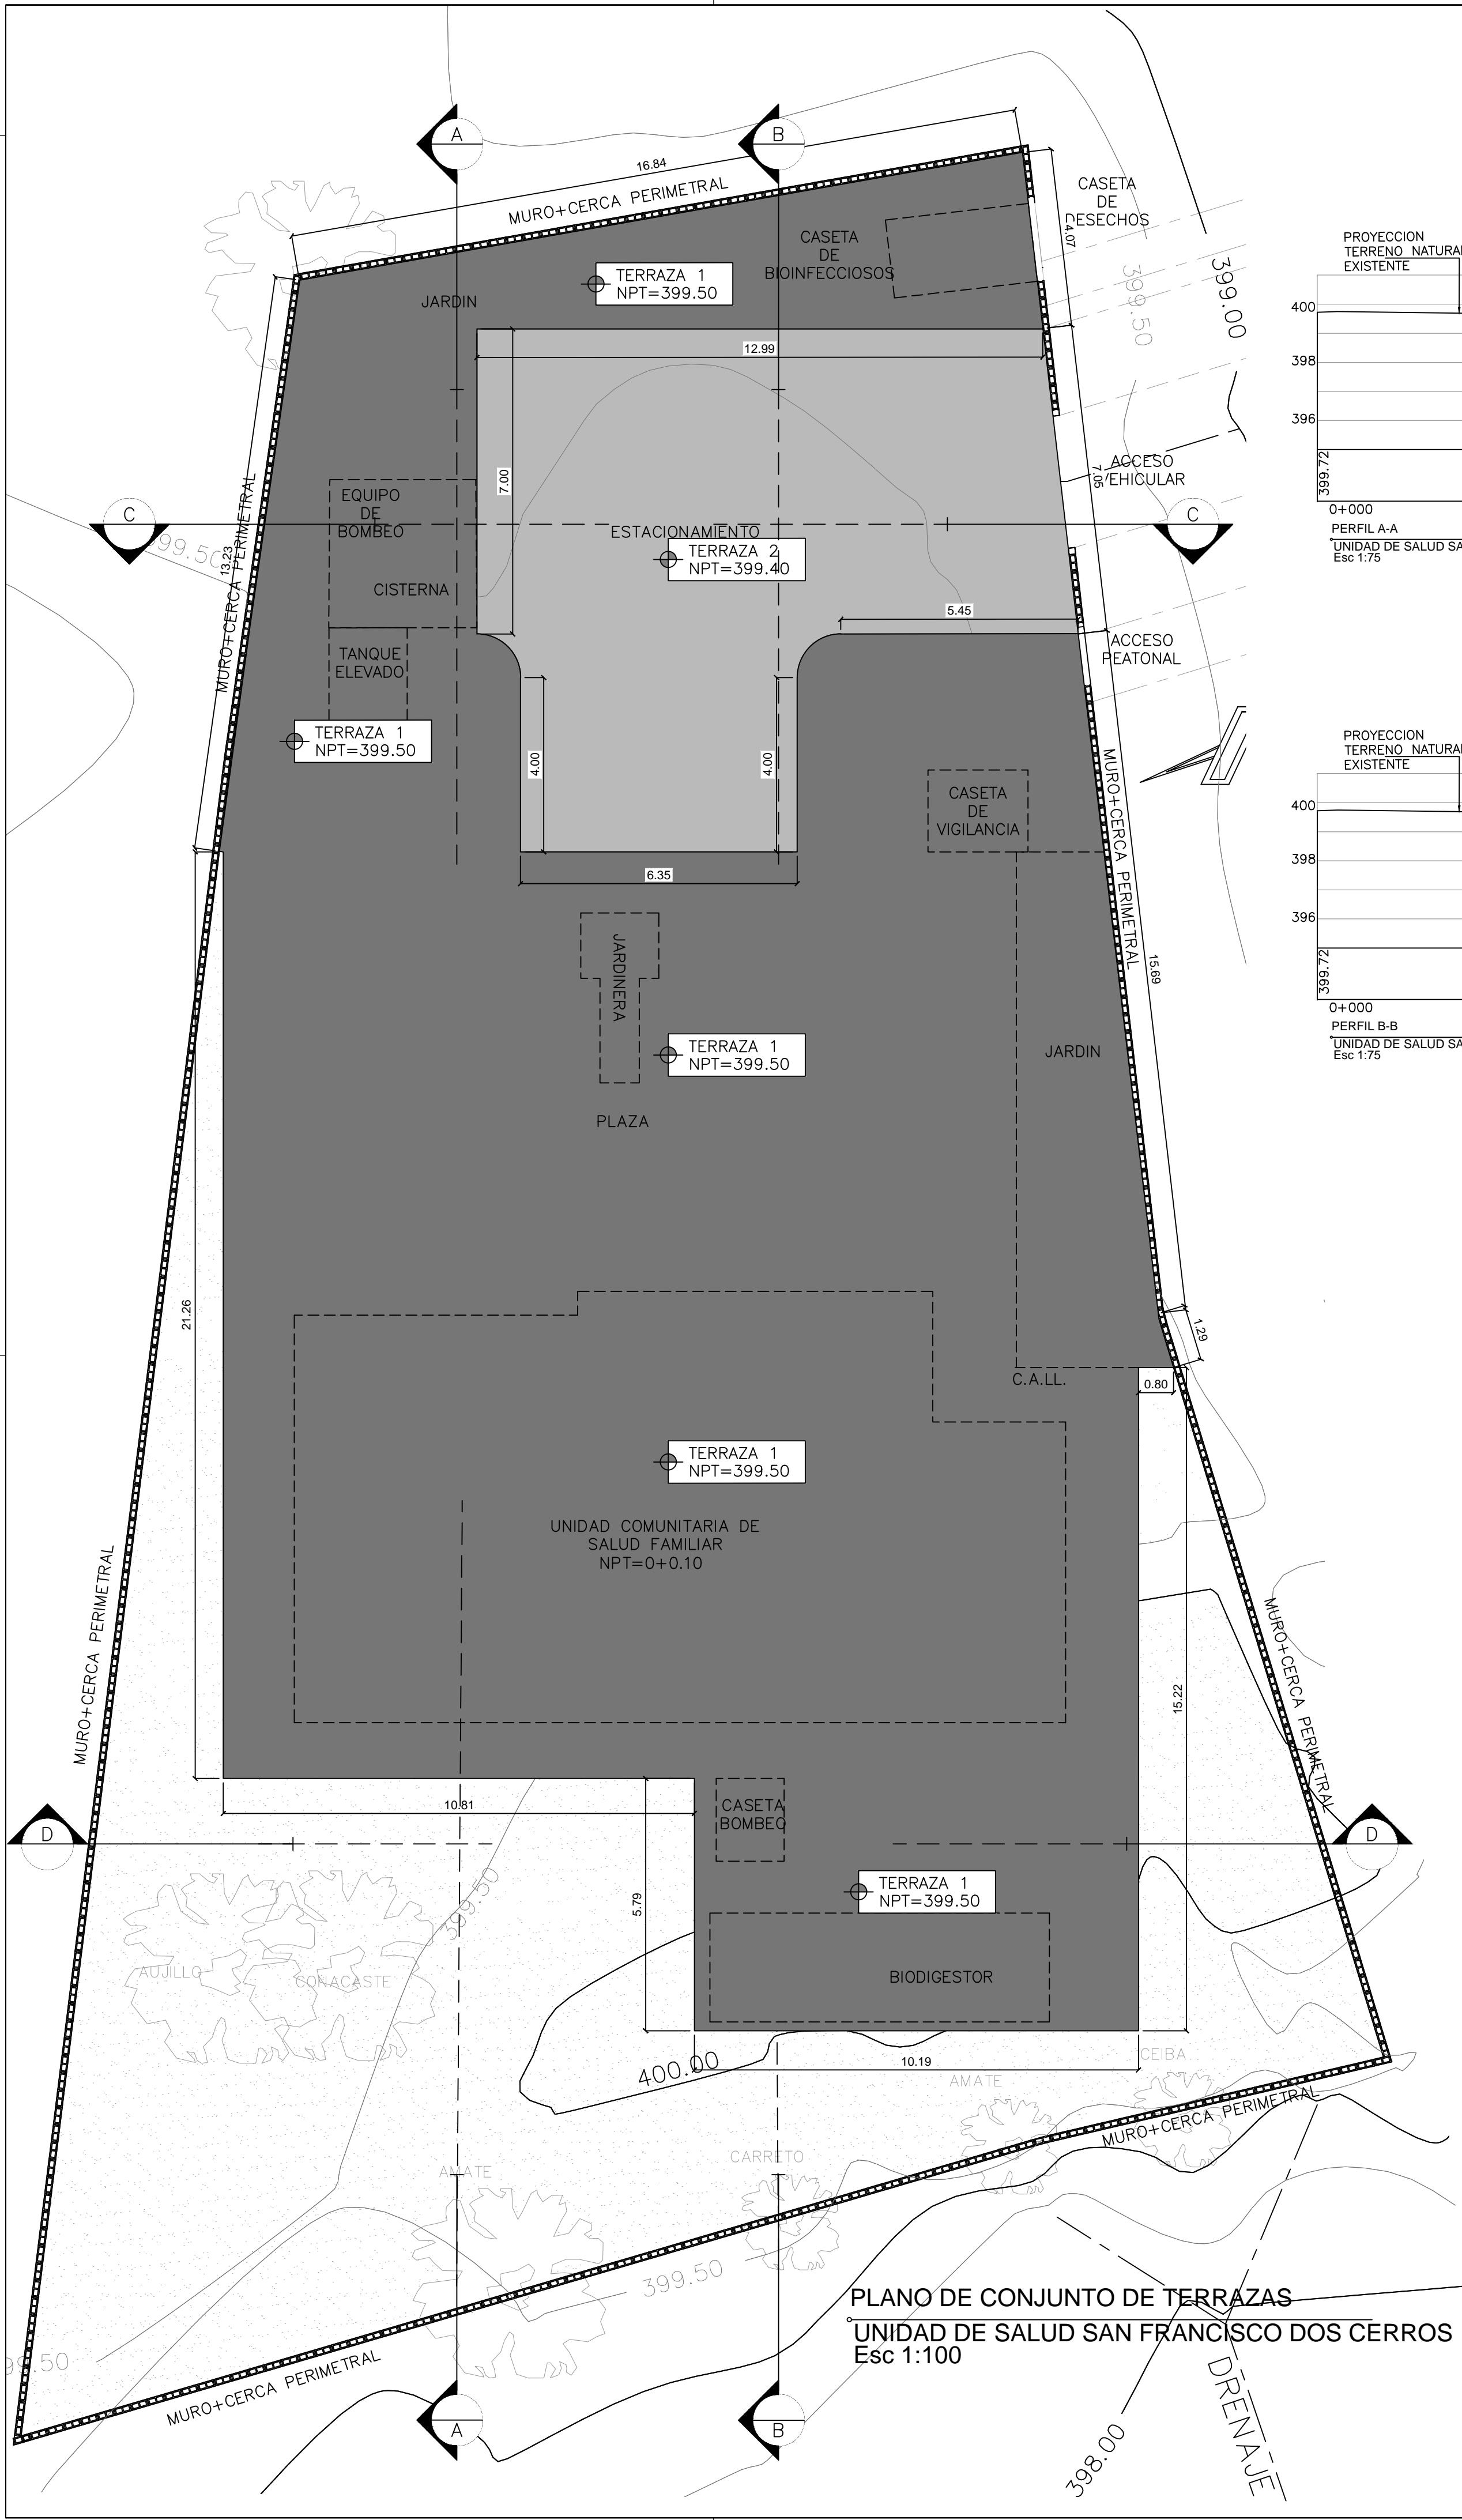 A
B
16.84
MURO+CERCA PERIMETRAL
CASETA
DE
DESECHOS
4.07
CASETA
DE
BIOINFECCIOSOS
TERRAZA 1
NPT=399.50
JARDIN
399.50
399.00
12.99
7.00
EQUIPO
DE
BOMBEO
CISTERNA
TANQUE
ELEVADO
ESTACIONAMIENTO
TERRAZA 2
NPT=399.40
ACCESO
VEHICULAR
7.05
C
C
399.50
13.23
MURO+CERCA PERIMETRAL
5.45
ACCESO
PEATONAL
TERRAZA 1
NPT=399.50
4.00
4.00
6.35
CASETA
DE
VIGILANCIA
MURO+CERCA PERIMETRAL
15.69
JARDINERA
TERRAZA 1
NPT=399.50
JARDIN
PLAZA
21.26
1.29
0.80
C.A.LL.
TERRAZA 1
NPT=399.50
UNIDAD COMUNITARIA DE
SALUD FAMILIAR
NPT=0+0.10
MURO+CERCA PERIMETRAL
MURO+CERCA PERIMETRAL
15.22
10.81
CASETA
BOMBEO
D
D
5.79
TERRAZA 1
NPT=399.50
399.50
BIODIGESTOR
AUJILLO
CONACASTE
400.00
10.19
CEIBA
AMATE
MURO+CERCA PERIMETRAL
CARRETO
AMATE
399.50
99.50
MURO+CERCA PERIMETRAL
A
B
PLANO DE CONJUNTO DE TERRAZAS
UNIDAD DE SALUD SAN FRANCISCO DOS CERROS
Esc 1:100
398.00
DRENAJE
PROYECCION
TERRENO NATURAL
EXISTENTE
400
398
396
399.72
0+000
PERFIL A-A
UNIDAD DE SALUD SA
Esc 1:75
PROYECCION
TERRENO NATURAL
EXISTENTE
400
398
396
399.72
0+000
PERFIL B-B
UNIDAD DE SALUD SA
Esc 1:75